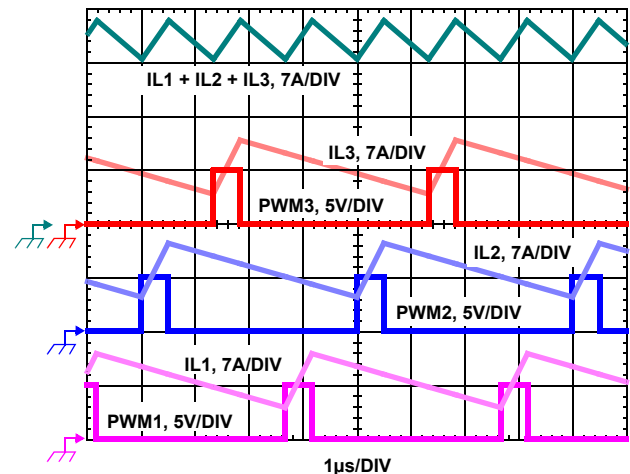 IL1 + IL2 + IL3, 7A/DIV
IL3, 7A/DIV
PWM3, 5V/DIV
IL2, 7A/DIV
PWM2, 5V/DIV
IL1, 7A/DIV
PWM1, 5V/DIV
1µs/DIV